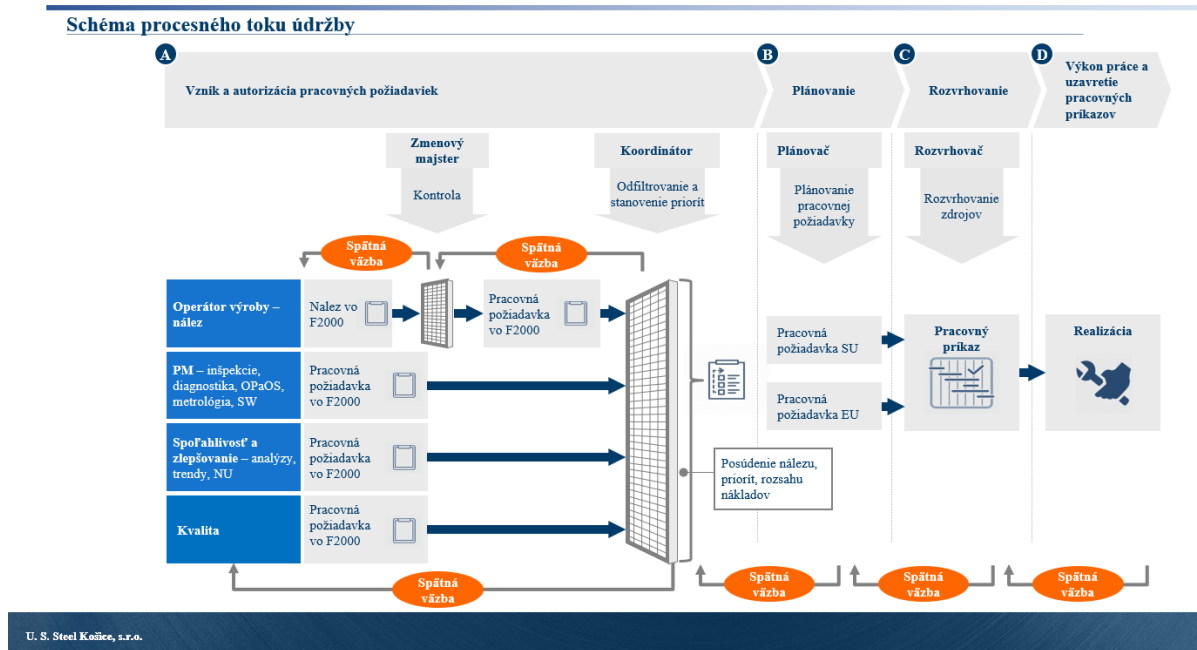 Schéma procesného toku údržby
A
Vznik a autorizácia pracovných požiadaviek
B
Plánovanie
C
Rozvrhovanie
D
Výkon práce a
uzavretie
pracovných
príkazov
Zmenový
majster
Kontrola
Koordinátor
Odfiltrovanie a
stanovenie priorít
Plánovač
Plánovanie
pracovnej
požiadavky
Rozvrhovač
Rozvrhovanie
zdrojov
Spätná
väzba
Spätná
väzba
Operátor výroby –
nález
Nalez vo
F2000
Pracovná
požiadavka
vo F2000
PM – inšpekcie,
diagnostika, OPaOS,
metrológia, SW
Pracovná
požiadavka
vo F2000
Spoľahlivosť a
zlepšovanie – analýzy,
trendy, NU
Pracovná
požiadavka
vo F2000
Kvalita
Pracovná
požiadavka
vo F2000
Posúdenie nálezu,
priorít, rozsahu
nákladov
Pracovná
požiadavka SU
Pracovná
požiadavka EU
Pracovný
príkaz
Realizácia
Spätná
väzba
Spätná
väzba
Spätná
väzba
Spätná
väzba
U. S. Steel Košice, s.r.o.